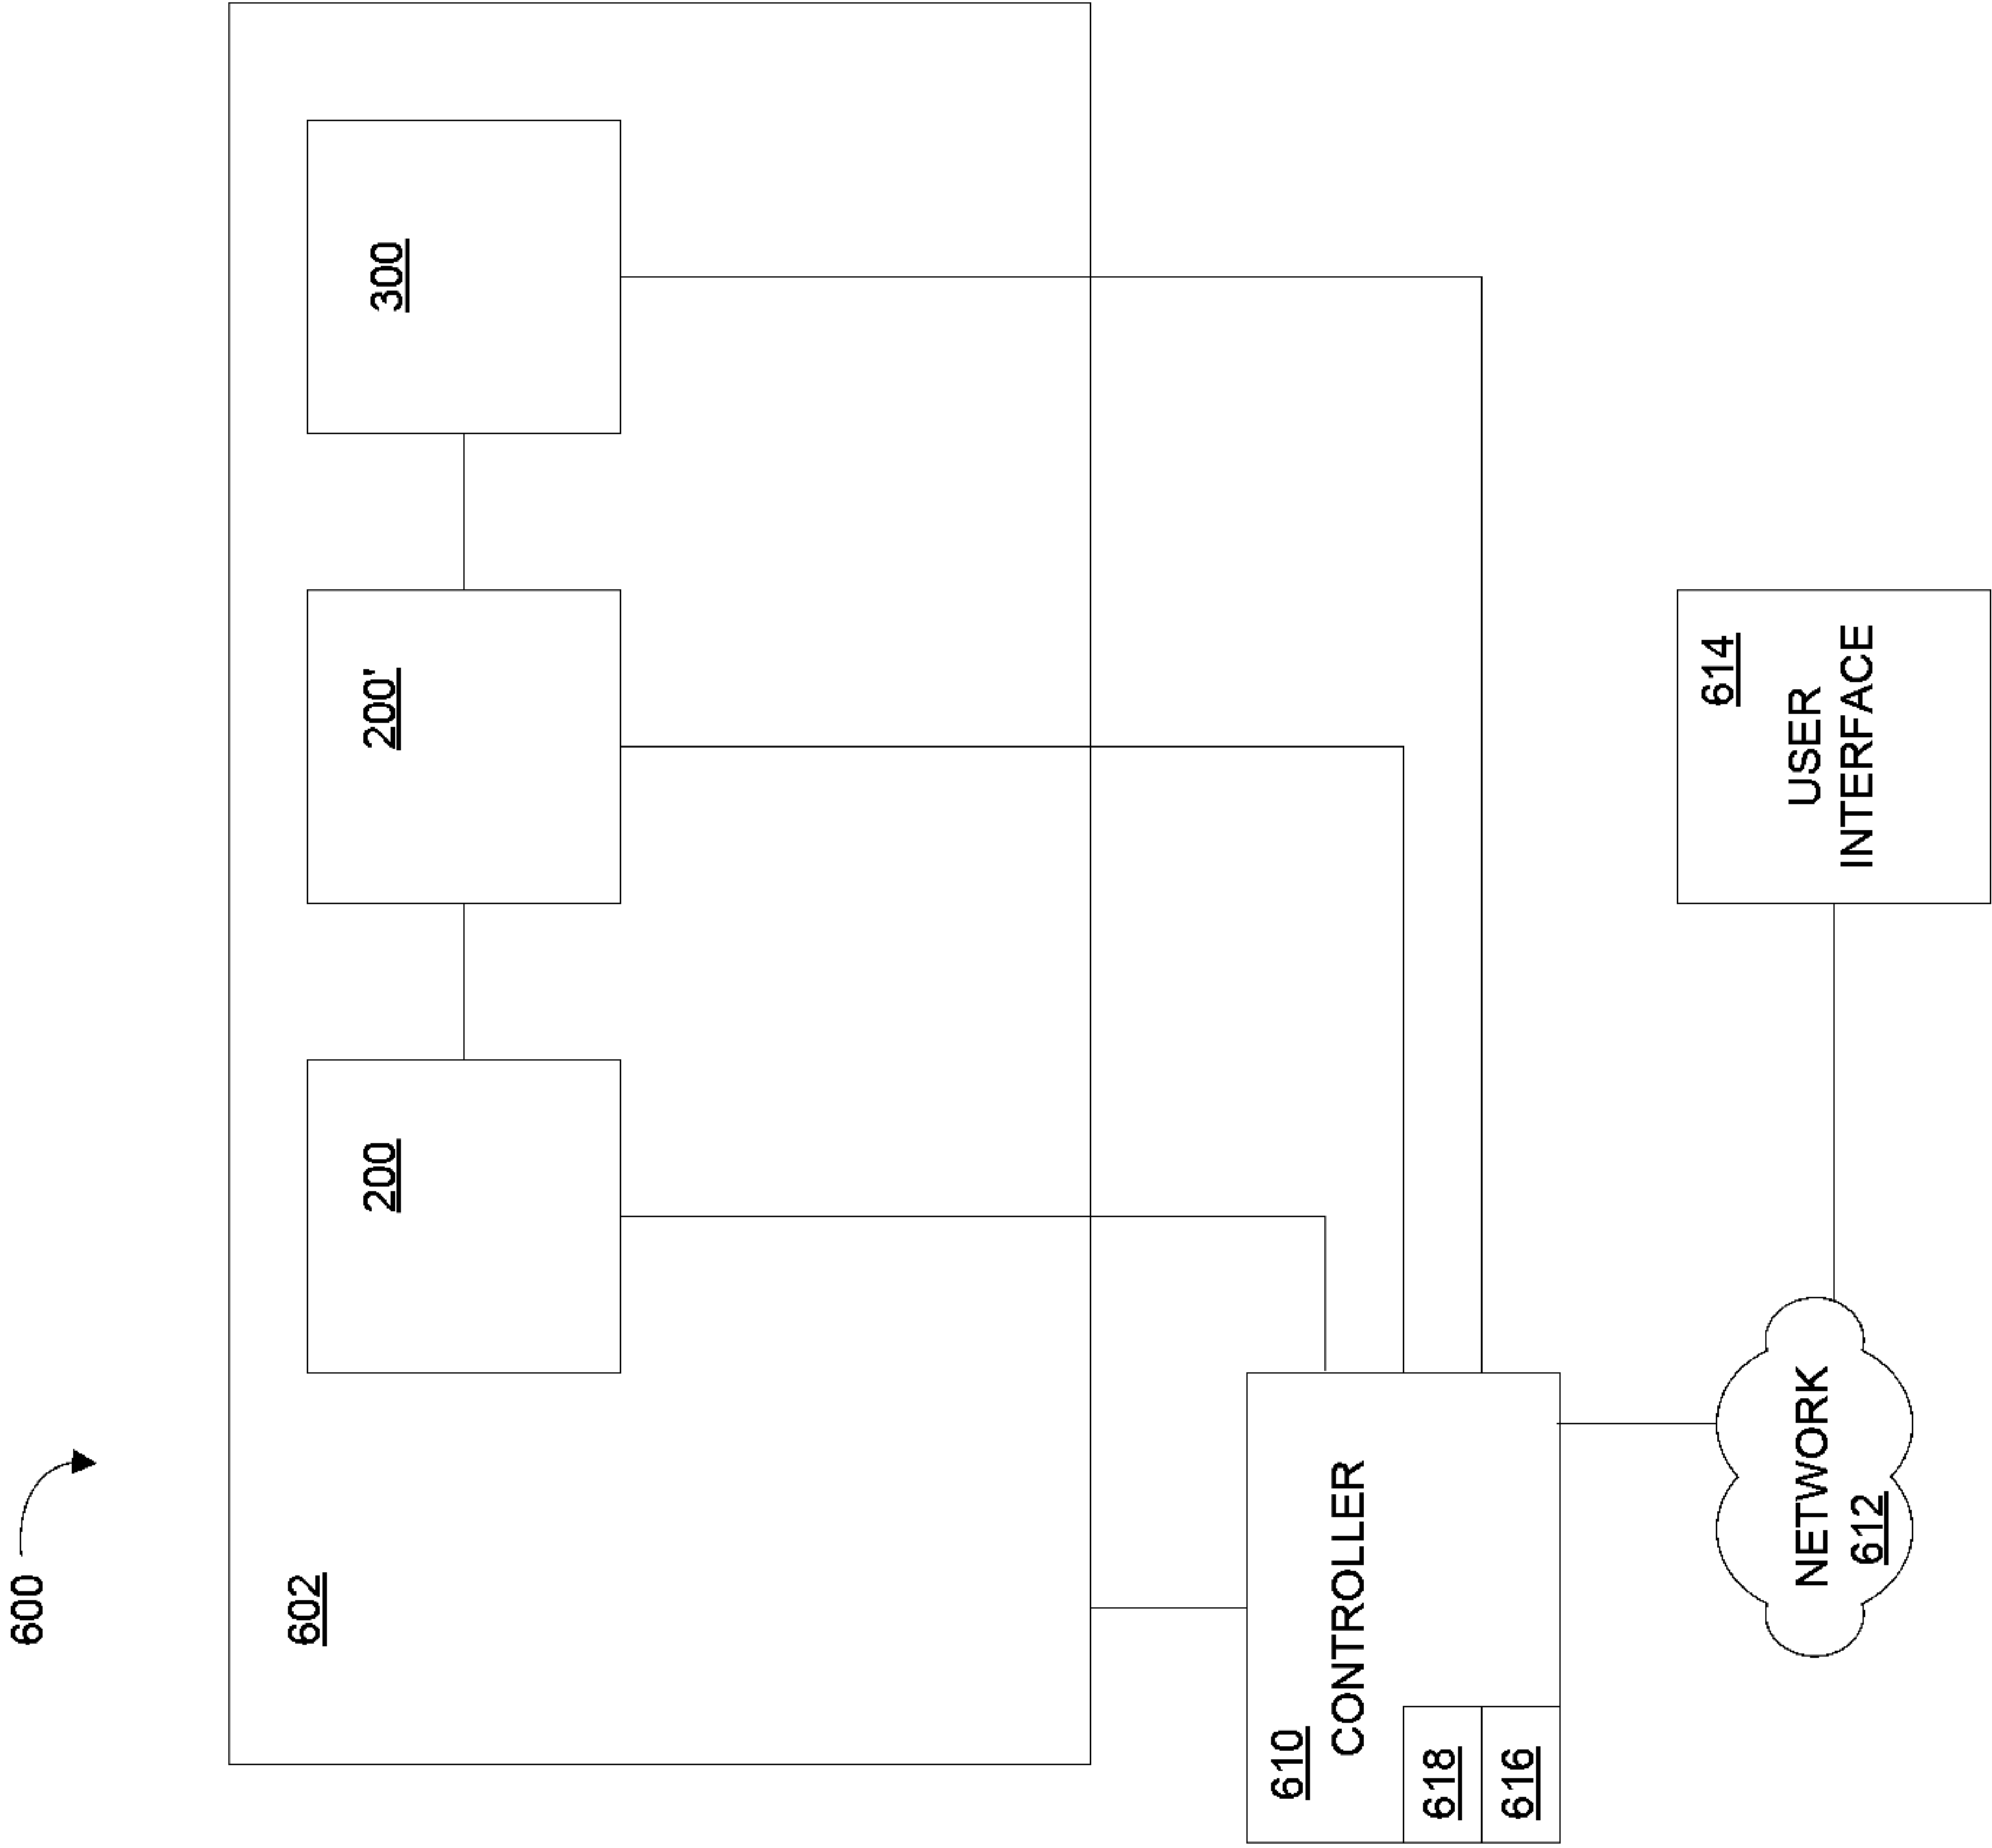 600
602
200
200'
300
610
CONTROLLER
618
616
NETWORK
612
614
USER
INTERFACE